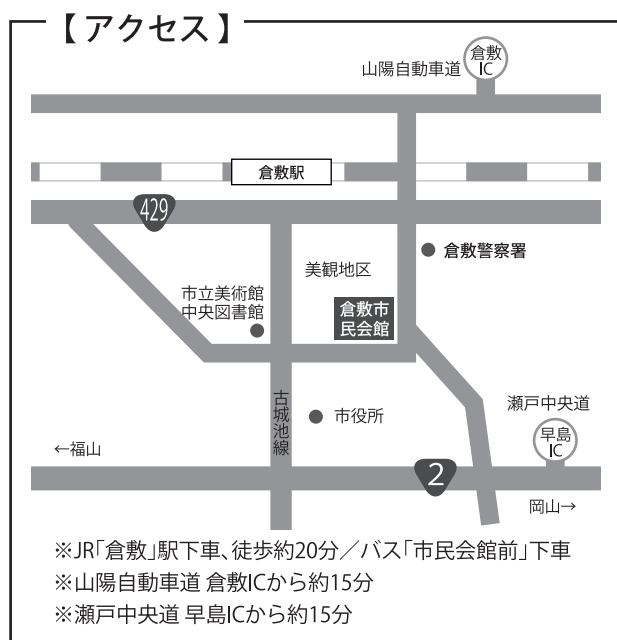 【アクセス】
倉敷
IC
山陽自動車道
倉敷駅
429
倉敷警察署
美観地区
市立美術館
中央図書館
倉敷市
民会館
古城池線
市役所
瀬戸中央道
早島
IC
←福山
2
岡山→
※JR「倉敷」駅下車、徒歩約20分／バス「市民会館前」下車
※山陽自動車道 倉敷ICから約15分
※瀬戸中央道 早島ICから約15分